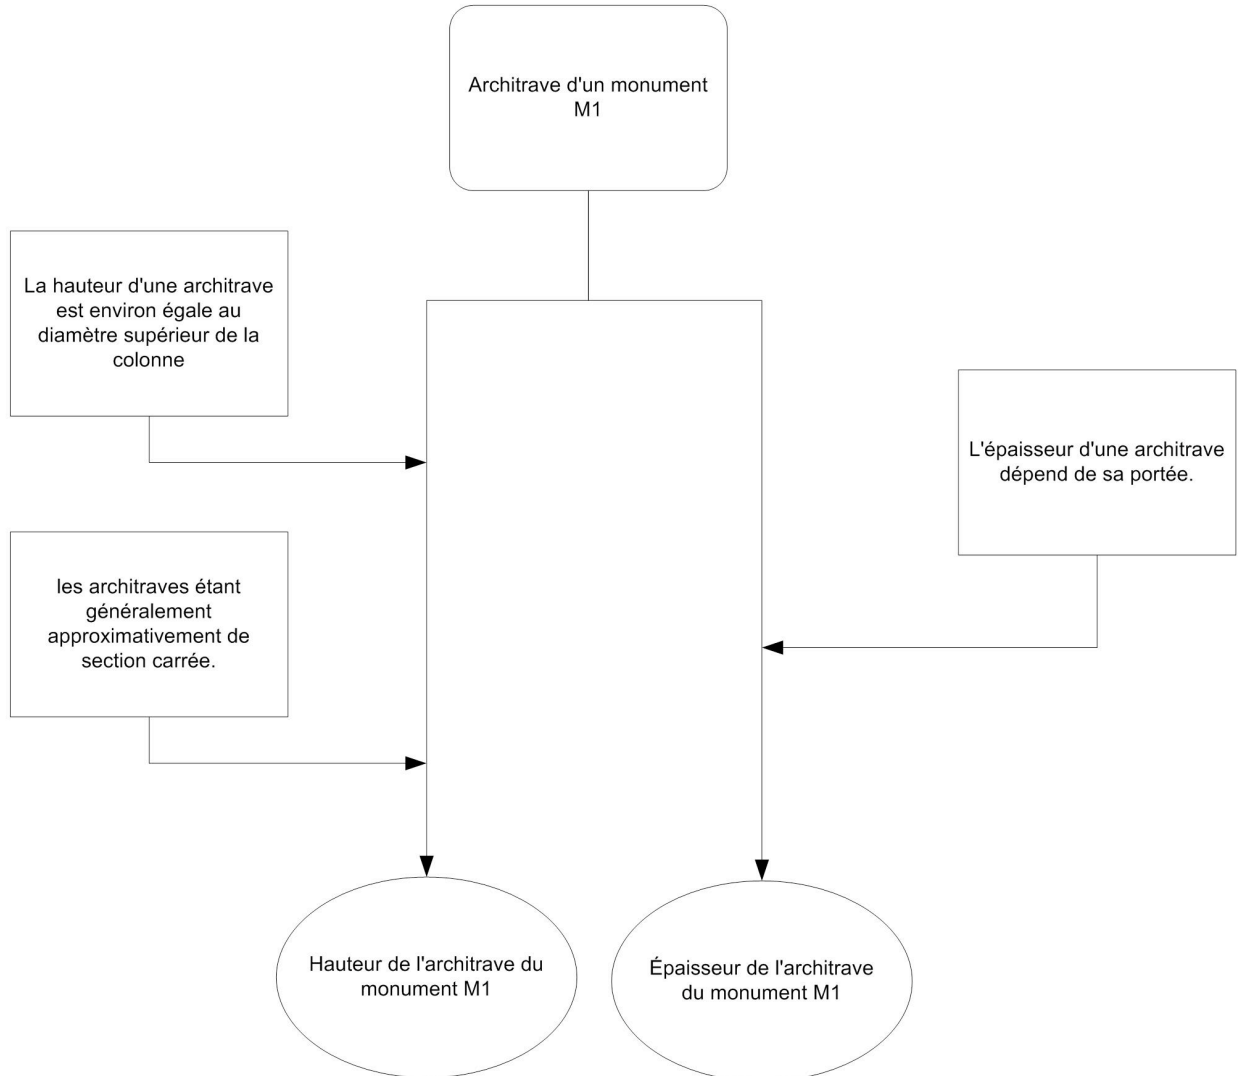 Architrave d'un monument
M1
La hauteur d'une architrave
est environ égale au
diamètre supérieur de la
colonne
L'épaisseur d'une architrave
dépend de sa portée.
les architraves étant
généralement
approximativement de
section carrée.
Hauteur de l'architrave du
monument M1
Épaisseur de l'architrave
du monument M1